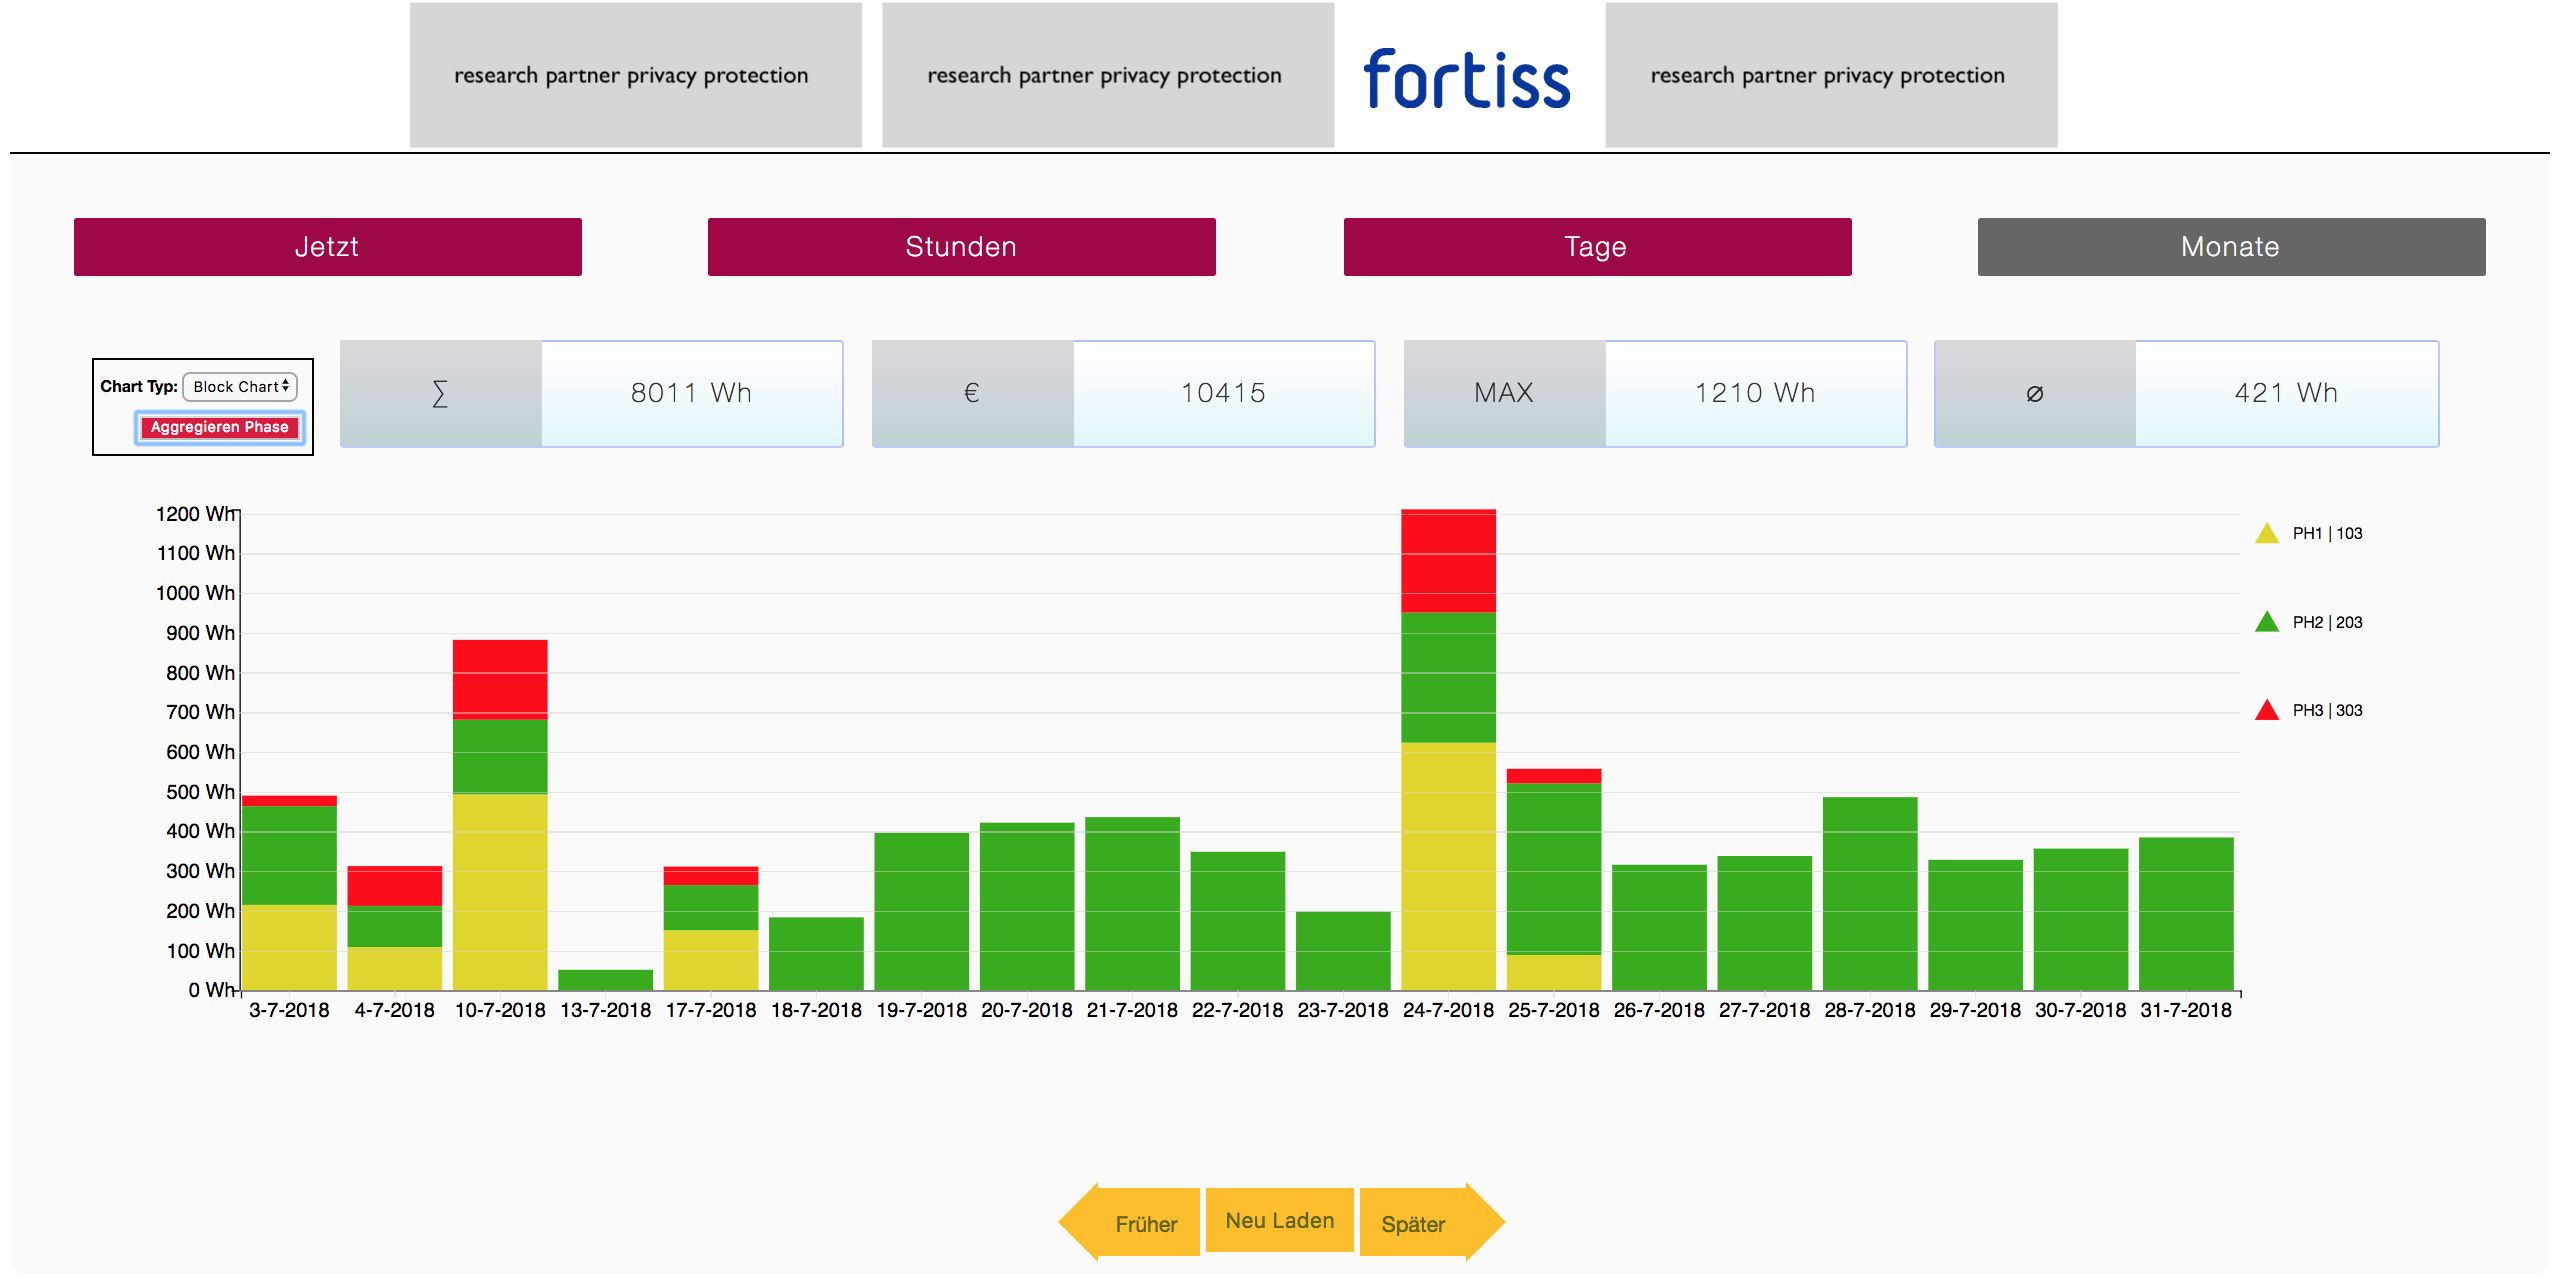 research partner privacy protection
research partner privacy protection
fortiss
research partner privacy protection
Jetzt
Stunden
Tage
Monate
Chart Typ: Block Chart
Aggregieren Phase
∑
8011 Wh
€
10415
MAX
1210 Wh
⌀
421 Wh
1200 Wh
1100 Wh
1000 Wh
900 Wh
800 Wh
700 Wh
600 Wh
500 Wh
400 Wh
300 Wh
200 Wh
100 Wh
0 Wh
3-7-2018
4-7-2018
10-7-2018
13-7-2018
17-7-2018
18-7-2018
19-7-2018
20-7-2018
21-7-2018
22-7-2018
23-7-2018
24-7-2018
25-7-2018
26-7-2018
27-7-2018
28-7-2018
29-7-2018
30-7-2018
31-7-2018
PH1 | 103
PH2 | 203
PH3 | 303
Früher
Neu Laden
Später